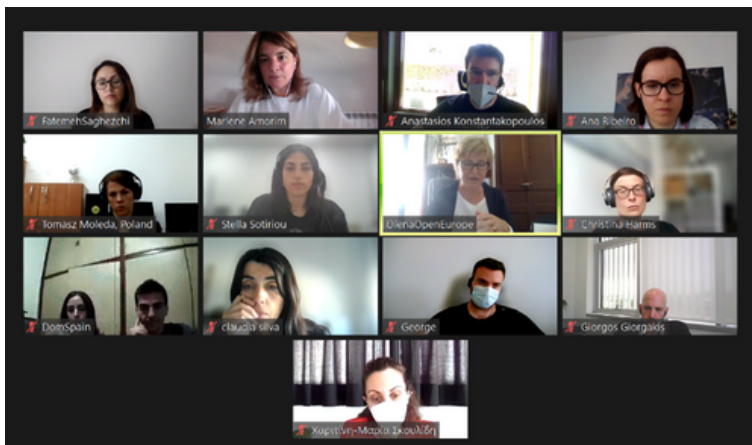 FatemehSaghezchi
Marlene Amorim
Anastasios Konstantakopoulos
Ana Ribeiro
Tomasz Moleda, Poland
Stella Sotiriou
OlenaOpenEurope
Christina Harms
DomSpain
claudia silva
George
Giorgos Giorgakis
Χαριτίνη-Μαρία Σκουλίδη